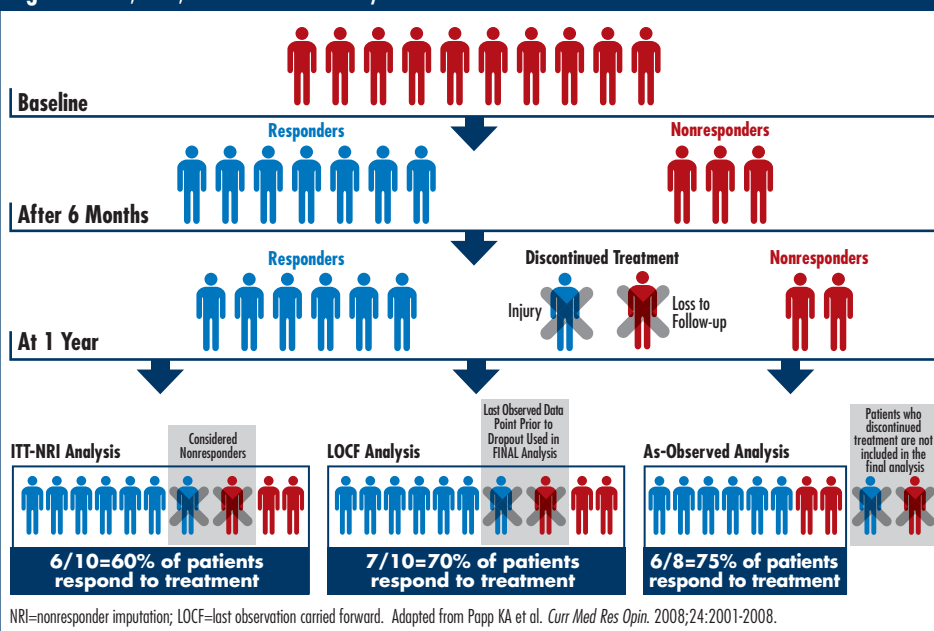 Baseline
Responders
Nonresponders
After 6 Months
Responders
Discontinued Treatment
Nonresponders
Injury
Loss to
Follow-up
At 1 Year
ITT-NRI Analysis
Considered
Nonresponders
LOCF Analysis
Last Observed Data
Point Prior to
Dropout Used in
FINAL Analysis
As-Observed Analysis
Patients who
discontinued
treatment are not
included in the
final analysis
6/10=60% of patients
respond to treatment
7/10=70% of patients
respond to treatment
6/8=75% of patients
respond to treatment
NRI=nonresponder imputation; LOCF=last observation carried forward. Adapted from Papp KA et al. Curr Med Res Opin. 2008;24:2001-2008.